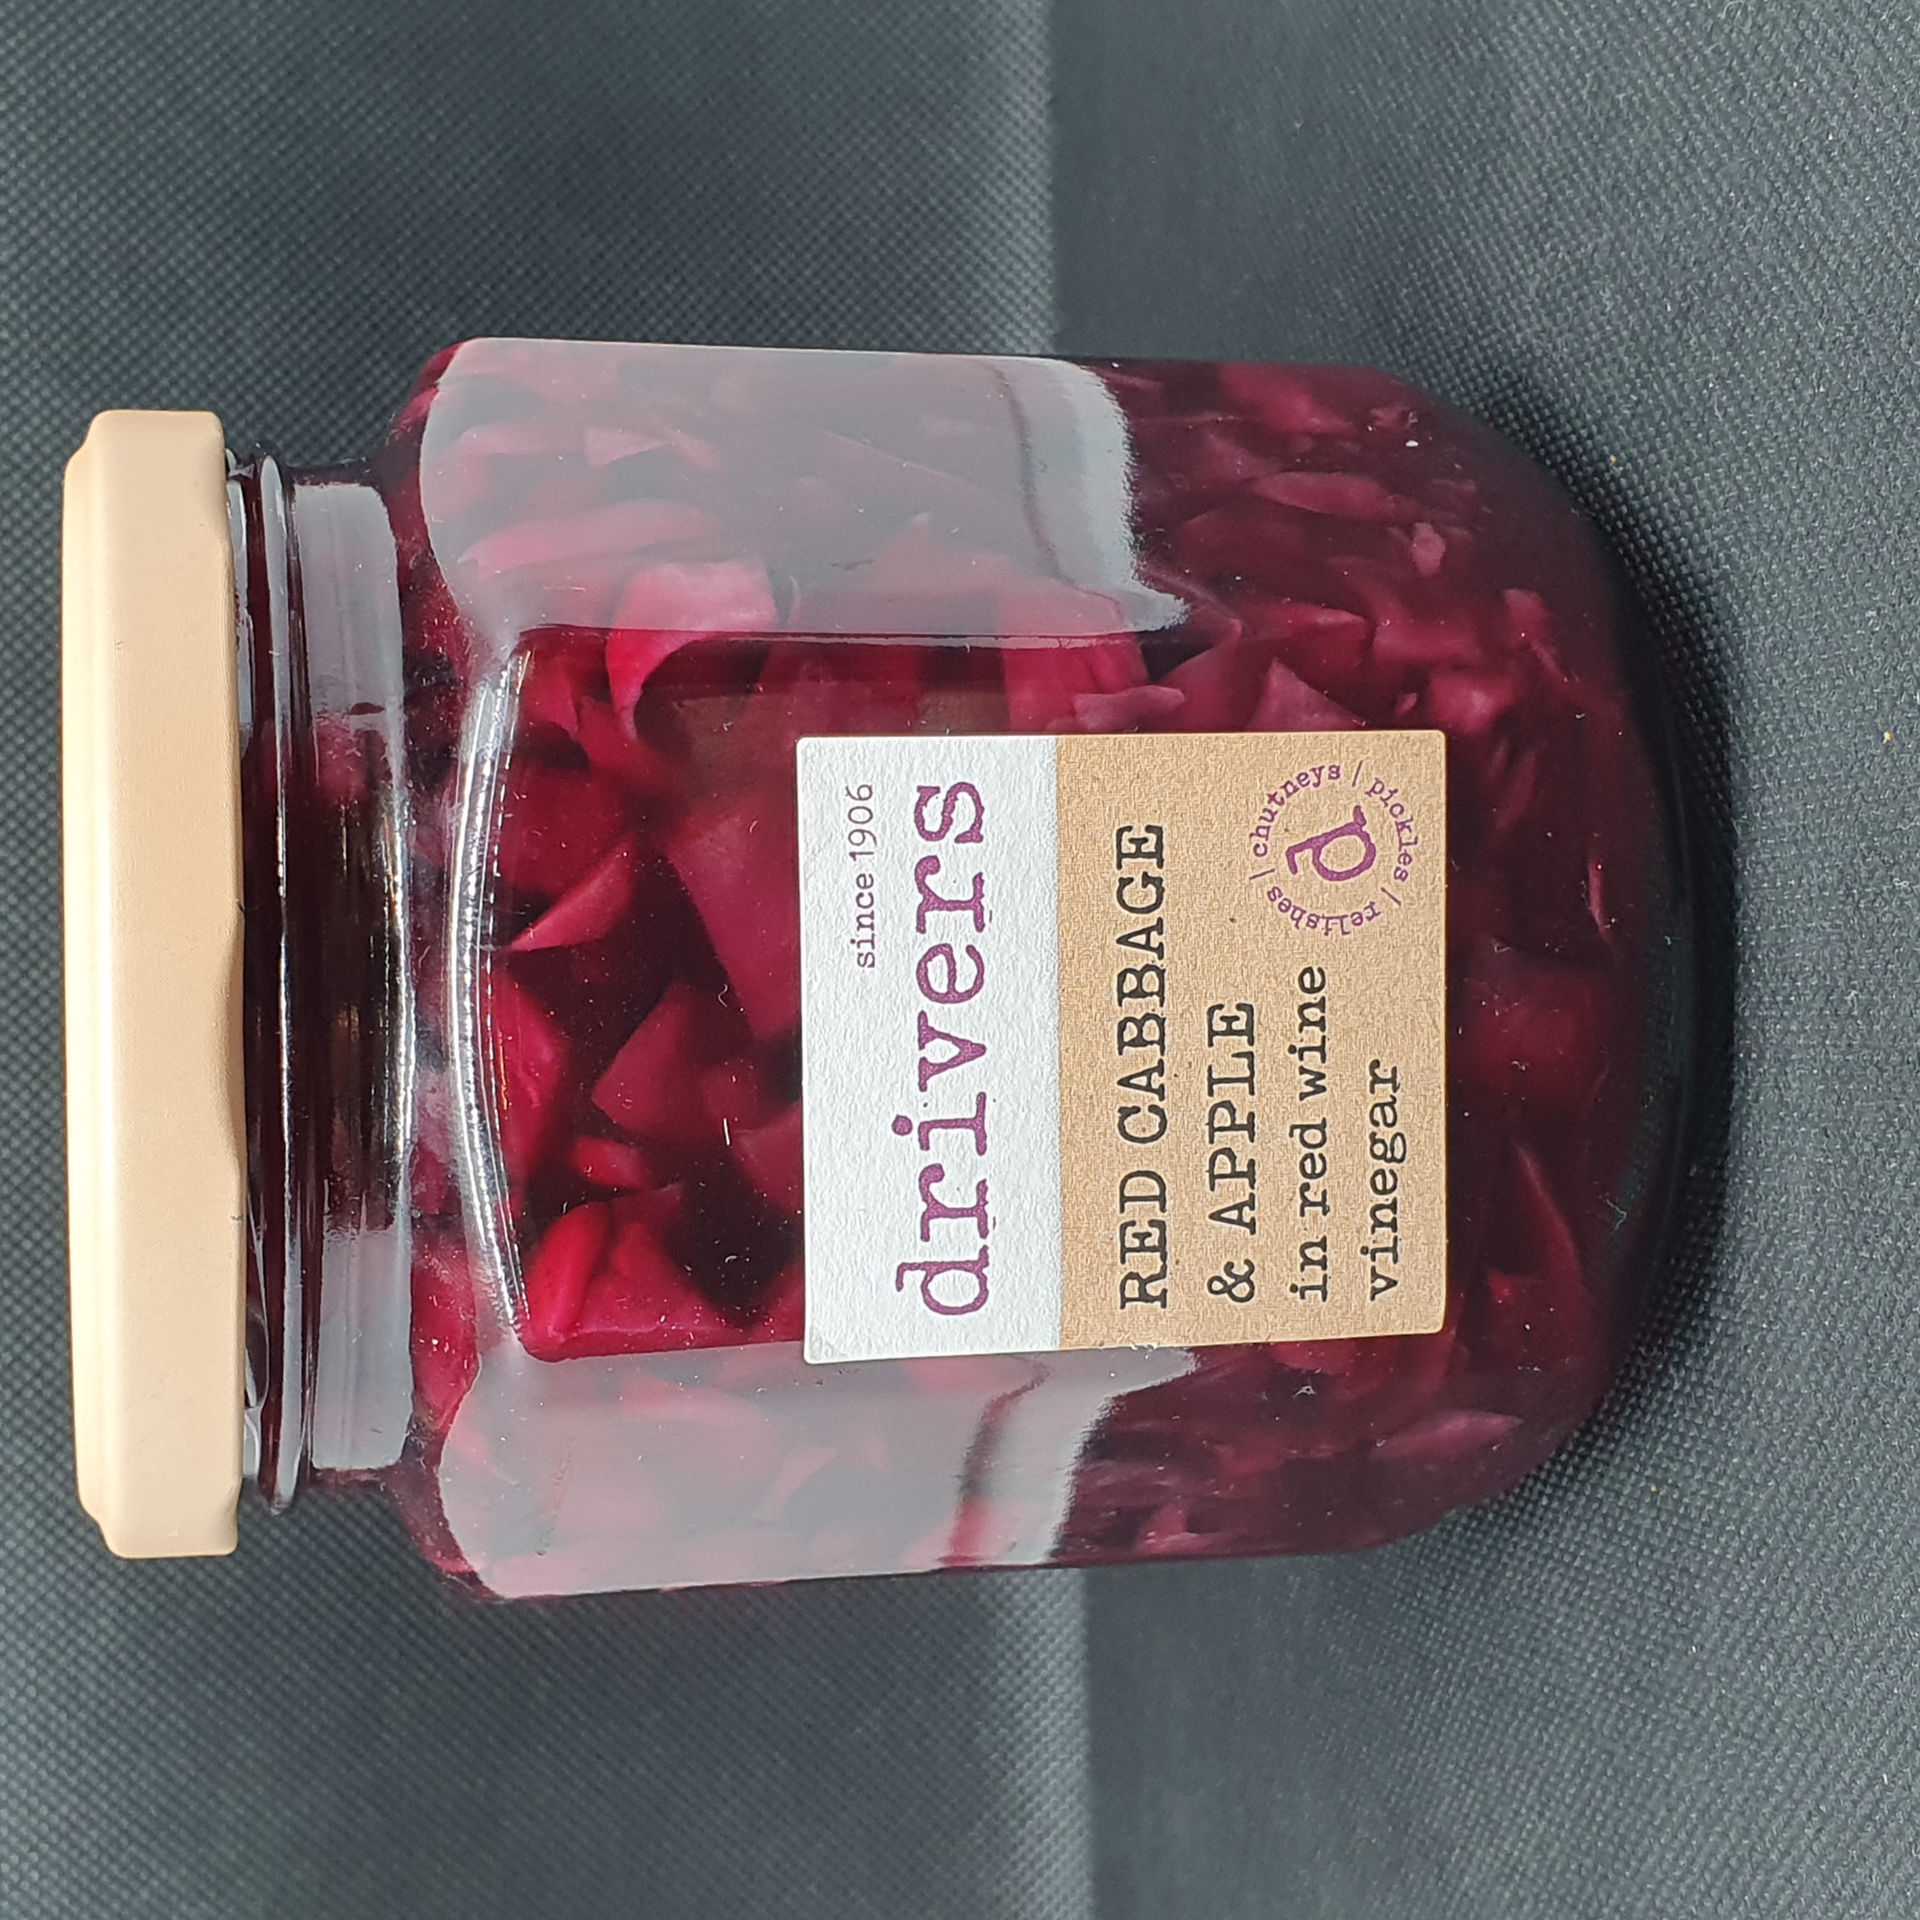 since 1906
drivers
RED CABBAGE
& APPLE
in red wine
vinegar
chutneys / pickles / relishes /
d